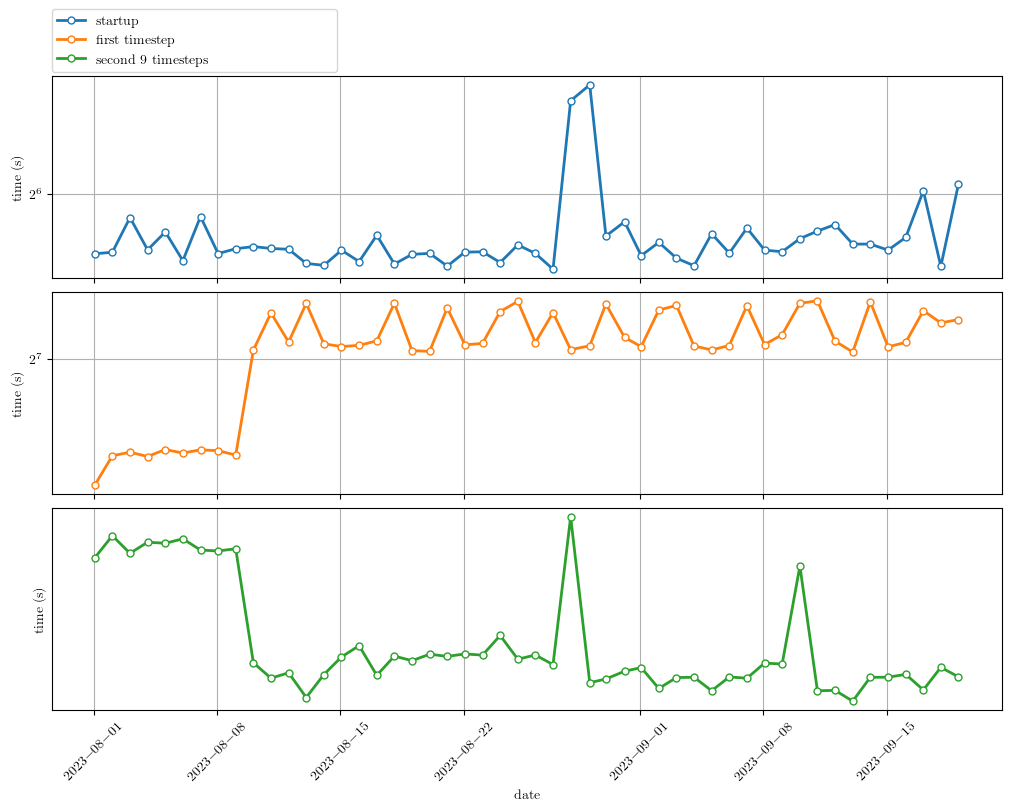 startup
first timestep
second 9 timesteps
time (s)
2^6
time (s)
2^7
time (s)
2023−08−01
2023−08−08
2023−08−15
2023−08−22
2023−09−01
2023−09−08
2023−09−15
date